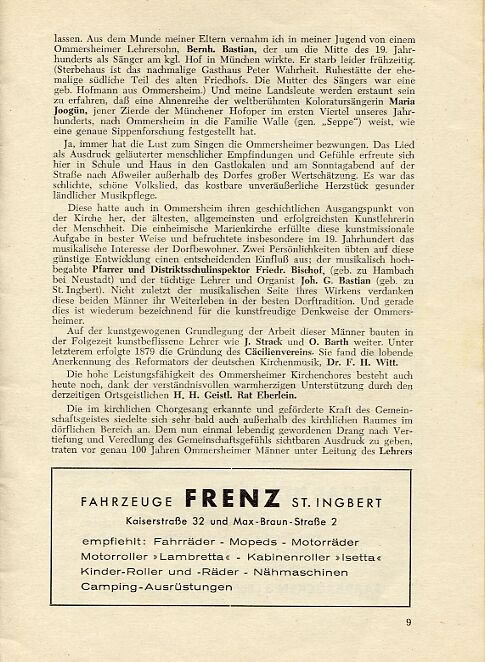 lassen. Aus dem Munde meiner Eltern vernahm ich in meiner Jugend von einem
Ommersheimer Lehrersohn, Bernh. Bastian, der um die Mitte des 19. Jahr-
hunderts als Sänger am kgl. Hof in München wirkte. Er starb leider frühzeitig.
(Sterbehaus ist das nachmalige Gasthaus Peter Wahrheit. Ruhestätte der ehe-
malige südliche Teil des alten Friedhofs. Die Mutter des Sängers war eine
geb. Hofmann aus Ommersheim.) Und meine Landsleute werden erstaunt sein
zu erfahren, daß eine Ahnenreihe der weltberühmten Koloratursängerin Maria
Joogün, jener Zierde der Münchener Hofoper im ersten Viertel unseres Jahr-
hunderts, nach Ommersheim in die Familie Walle (gen. „Seppe") weist, wie
eine genaue Sippenforschung festgestellt hat.
Ja, immer hat die Lust zum Singen die Ommersheimer bezwungen. Das Lied
als Ausdruck geläuterter menschlicher Empfindungen und Gefühle erfreute sich
hier in Schule und Haus in den Gastlokalen und am Sonntagabend auf der
Straße nach Aßweiler außerhalb des Dorfes großer Wertschätzung. Es war das
schlichte, schöne Volkslied, das kostbare unveräußerliche Herzstück gesunder
ländlicher Musikpflege.
Diese hatte auch in Ommersheim ihren geschichtlichen Ausgangspunkt von
der Kirche her, der ältesten, allgemeinsten und erfolgreichsten Kunstlehrerin
der Menschheit. Die einheimische Marienkirche erfüllte diese kunstmissionale
Aufgabe in bester Weise und befruchtete insbesondere im 19. Jahrhundert das
musikalische Interesse der Dorfbewohner. Zwei Persönlichkeiten übten auf diese
günstige Entwicklung einen entscheidenden Einfluß aus; der musikalisch hoch-
begabte Pfarrer und Distriktsschulinspektor Friedr. Bischof, (geb. zu Hambach
bei Neustadt) und der tüchtige Lehrer und Organist Joh. G. Bastian (geb. zu
St. Ingbert). Nicht zuletzt der musikalischen Seite ihres Wirkens verdanken
diese beiden Männer ihr Weiterleben in der besten Dorftradition. Und gerade
dies ist wiederum bezeichnend für die kunstfreudige Denkweise der Ommers-
heimer.
Auf der kunstgewogenen Grundlegung der Arbeit dieser Männer bauten in
der Folgezeit kunstbeflissene Lehrer wie J. Strack und O. Barth weiter. Unter
letzterem erfolgte 1879 die Gründung des Cäcilienvereins. Sie fand die lobende
Anerkennung des Reformators der deutschen Kirchenmusik, Dr. F. H. Witt.
Die hohe Leistungsfähigkeit des Ommersheimer Kirchenchores besteht auch
heute noch, dank der verständnisvollen warmherzigen Unterstützung durch den
derzeitigen Ortsgeistlichen H. H. Geistl. Rat Eberlein.
Die im kirchlichen Chorgesang erkannte und geförderte Kraft des Gemein-
schaftsgeistes siedelte sich sehr bald auch außerhalb des kirchlichen Raumes im
dörflichen Bereich an. Dem nun einmal lebendig gewordenen Drang nach Ver-
tiefung und Veredlung des Gemeinschaftsgefühls sichtbaren Ausdruck zu geben,
traten vor genau 100 Jahren Ommersheimer Männer unter Leitung des Lehrers
FAHRZEUGE FRENZ ST. INGBERT
Kaiserstraße 32 und Max-Braun-Straße 2
empfiehlt: Fahrräder - Mopeds - Motorräder
Motorroller »Lambretta« - Kabinenroller »Isetta«
Kinder-Roller und -Räder - Nähmaschinen
Camping-Ausrüstungen
9